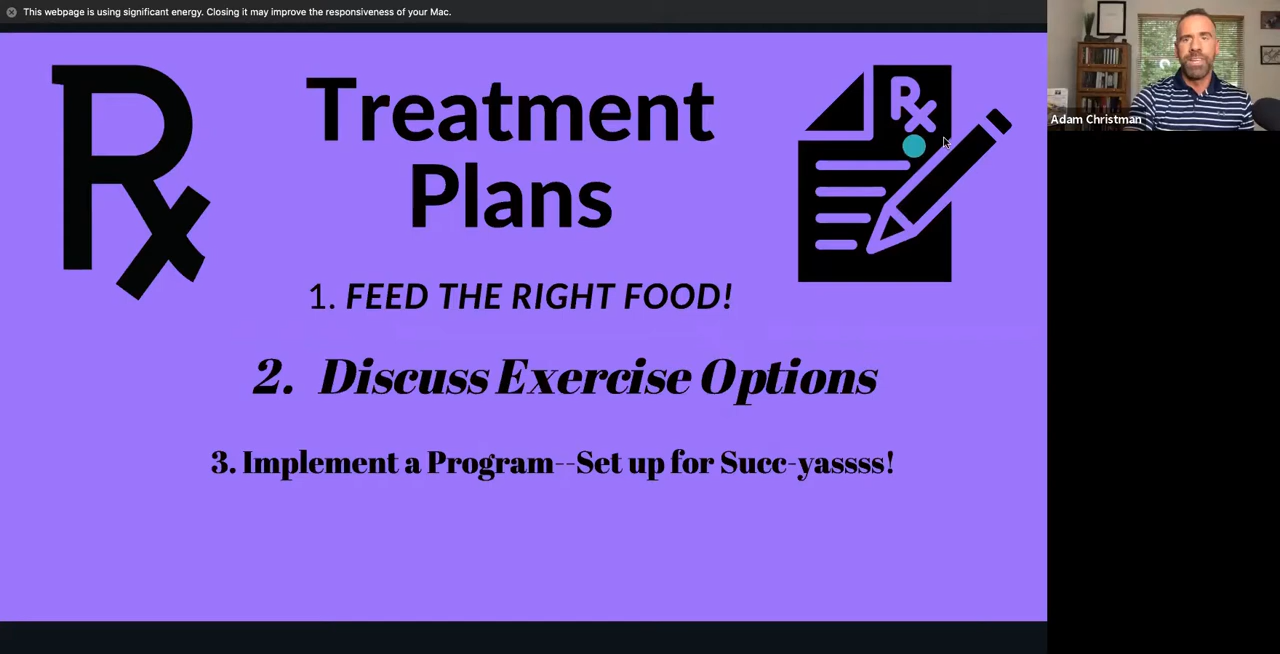 This webpage is using significant energy. Closing it may improve the responsiveness of your Mac.
Rx
Treatment
Plans
Rx
1. FEED THE RIGHT FOOD!
2. Discuss Exercise Options
3. Implement a Program--Set up for Succ-yassss!
Adam Christman